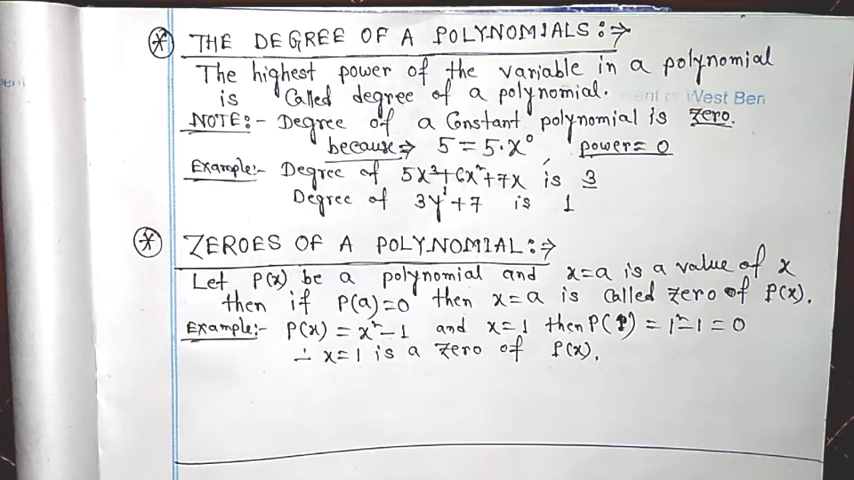 * THE DEGREE OF A POLYNOMIALS :⇒
The highest power of the variable in a polynomial
is Called degree of a polynomial.
West Ben
NOTE:- Degree of a Constant polynomial is zero.
because ⇒ 5 = 5·x⁰, power = 0
Example:- Degree of 5x³+6x²+7x is 3
Degree of 3y¹+7 is 1
* ZEROES OF A POLYNOMIAL :⇒
Let P(x) be a polynomial and x=a is a value of x
then if P(a)=0 then x=a is Called zero of P(x).
Example:- P(x) = x²-1 and x=1 then P(1) = 1²-1 = 0
∴ x=1 is a zero of P(x).